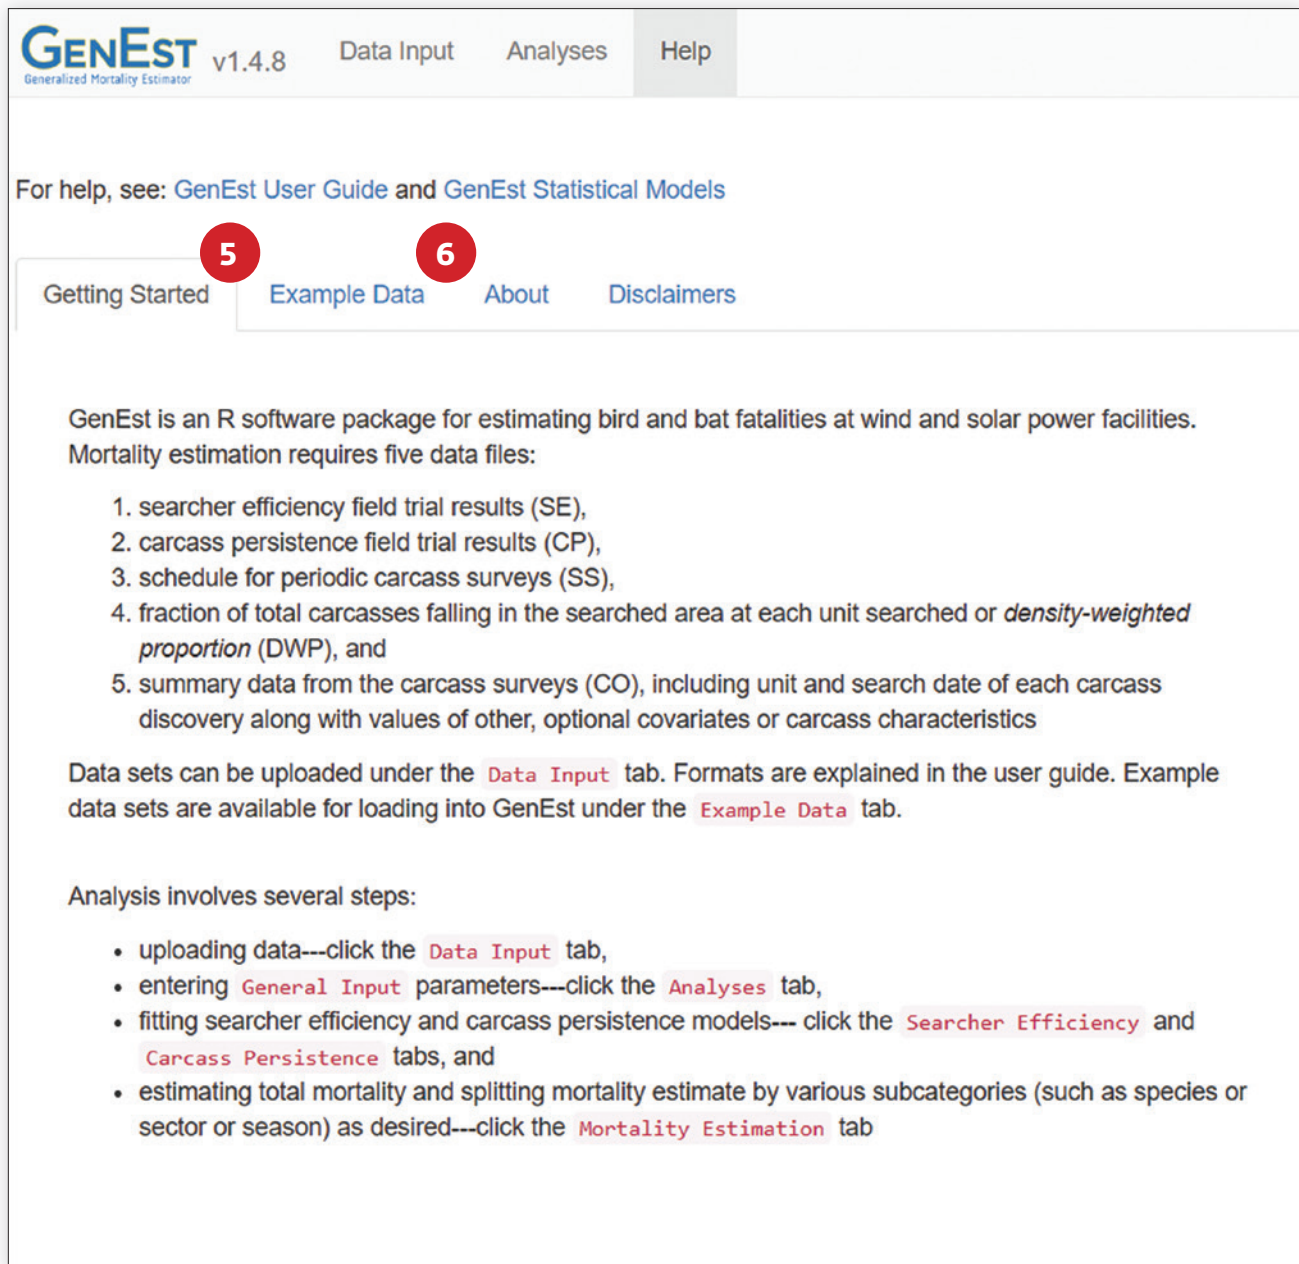 GENEST v1.4.8 Data Input Analyses Help
Generalized Mortality Estimator
For help, see: GenEst User Guide and GenEst Statistical Models
5 6
Getting Started Example Data About Disclaimers
GenEst is an R software package for estimating bird and bat fatalities at wind and solar power facilities.
Mortality estimation requires five data files:
1. searcher efficiency field trial results (SE),
2. carcass persistence field trial results (CP),
3. schedule for periodic carcass surveys (SS),
4. fraction of total carcasses falling in the searched area at each unit searched or density-weighted
proportion (DWP), and
5. summary data from the carcass surveys (CO), including unit and search date of each carcass
discovery along with values of other, optional covariates or carcass characteristics
Data sets can be uploaded under the Data Input tab. Formats are explained in the user guide. Example
data sets are available for loading into GenEst under the Example Data tab.
Analysis involves several steps:
• uploading data---click the Data Input tab,
• entering General Input parameters---click the Analyses tab,
• fitting searcher efficiency and carcass persistence models--- click the Searcher Efficiency and
Carcass Persistence tabs, and
• estimating total mortality and splitting mortality estimate by various subcategories (such as species or
sector or season) as desired---click the Mortality Estimation tab